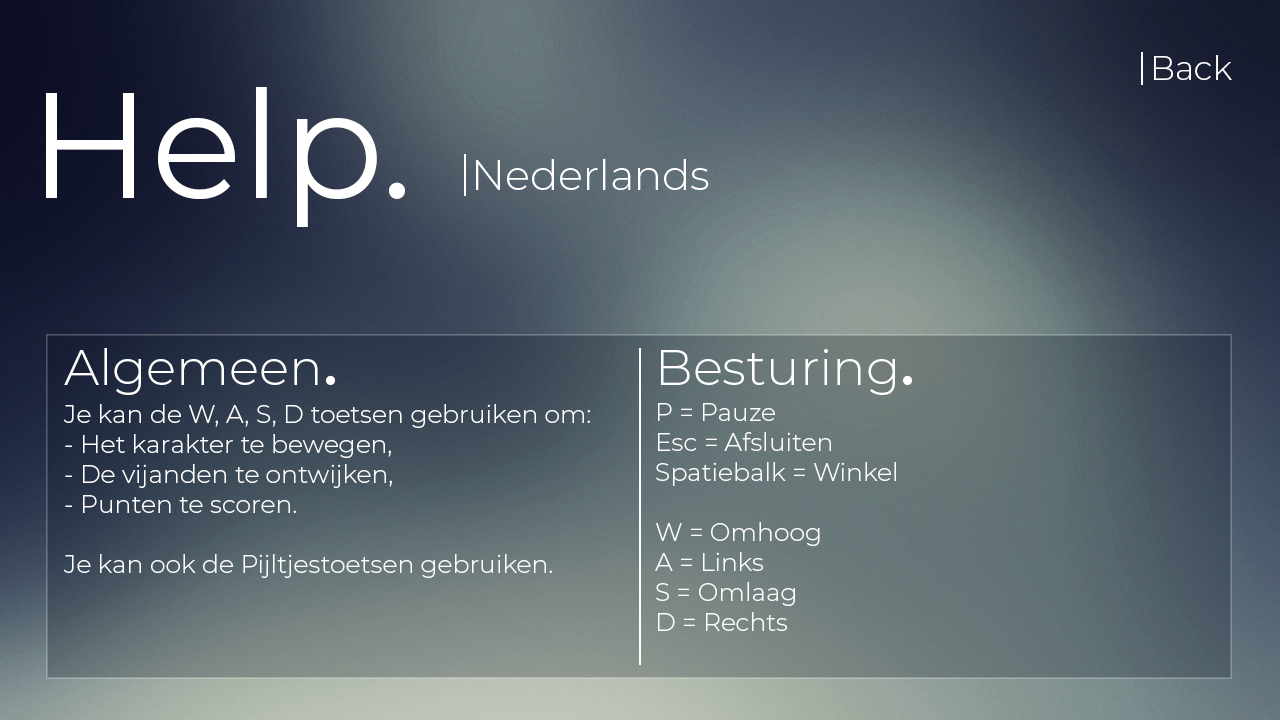 |Back
Help.
|Nederlands
Algemeen.
Je kan de W, A, S, D toetsen gebruiken om:
- Het karakter te bewegen,
- De vijanden te ontwijken,
- Punten te scoren.
Je kan ook de Pijltjestoetsen gebruiken.
Besturing.
P = Pauze
Esc = Afsluiten
Spatiebalk = Winkel
W = Omhoog
A = Links
S = Omlaag
D = Rechts